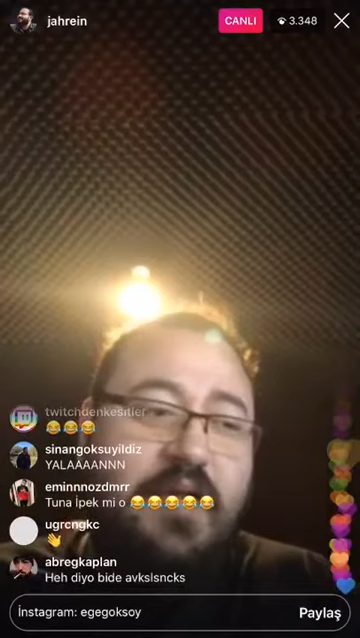 jahrein
CANLI
3.348
twitchdenkesitler
😂😂😂
sinangoksuyildiz
YALAAAANNN
eminnnozdmrr
Tuna İpek mi o 😂😂😂😂😂
ugrcngkc
👋
abregkaplan
Heh diyo bide avkslsncks
İnstagram: egegoksoy
Paylaş